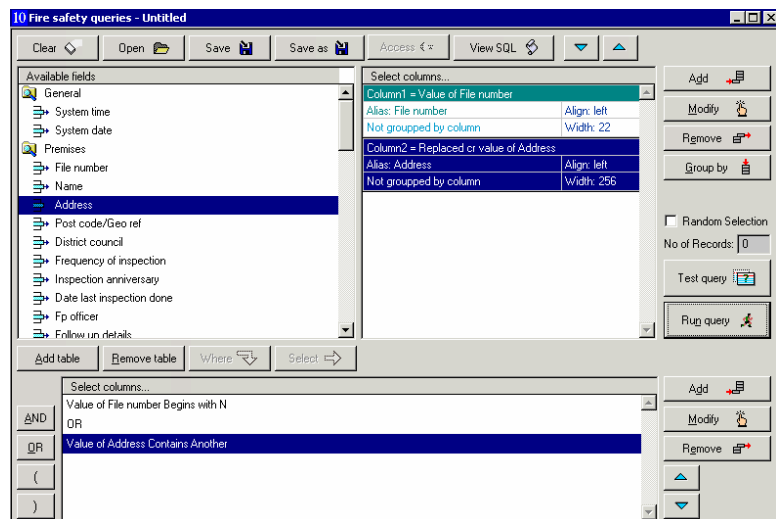 10 Fire safety queries - Untitled
Clear Open Save Save as Access View SQL
Available fields
General
System time
System date
Premises
File number
Name
Address
Post code/Geo ref
District council
Frequency of inspection
Inspection anniversary
Date last inspection done
Fp officer
Follow up details
Select columns...
Column1 = Value of File number
Alias: File number Align: left
Not groupped by column Width: 22
Column2 = Replaced cr value of Address
Alias: Address Align: left
Not groupped by column Width: 256
Add
Modify
Remove
Group by
Random Selection
No of Records: 0
Test query
Run query
Add table Remove table Where Select
AND
OR
(
)
Select columns...
Value of File number Begins with N
OR
Value of Address Contains Another
Add
Modify
Remove